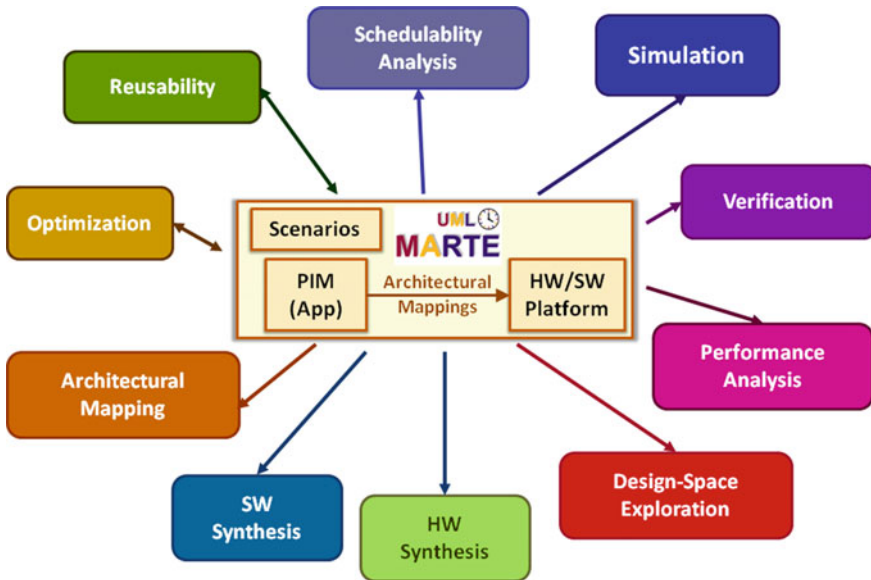 Schedulablity
Analysis
Simulation
Reusability
Verification
Optimization
Scenarios
UML
MARTE
PIM
(App)
Architectural
Mappings
HW/SW
Platform
Performance
Analysis
Architectural
Mapping
Design-Space
Exploration
SW
Synthesis
HW
Synthesis